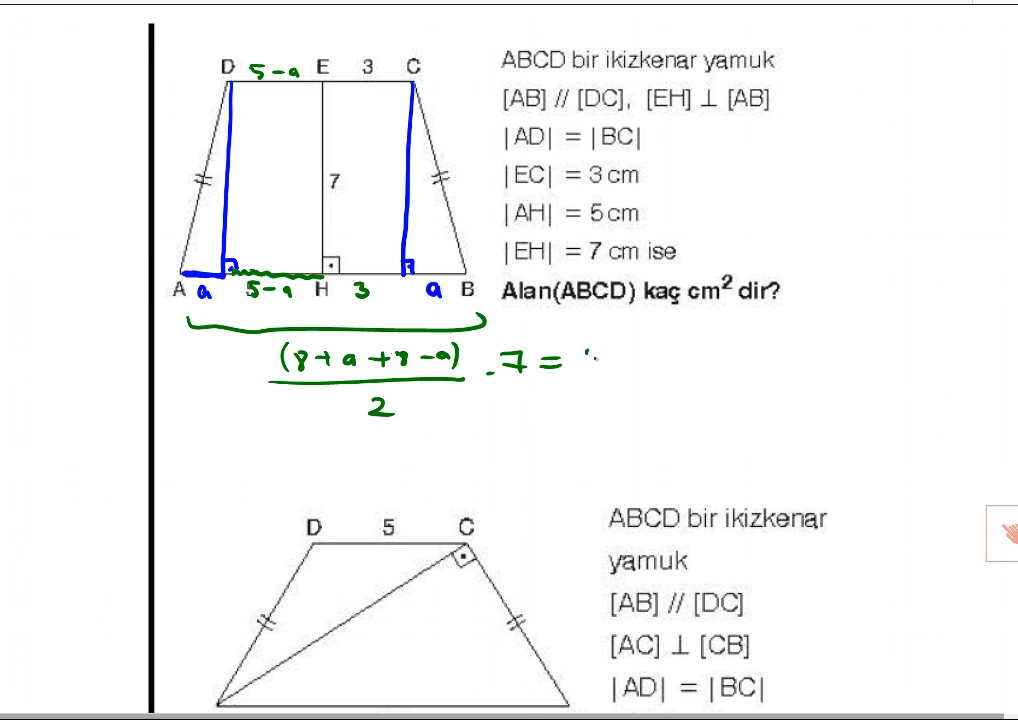 D 5-a E 3 C
7
A a 5-a H 3 a B
ABCD bir ikizkenar yamuk
[AB] // [DC], [EH] ⊥ [AB]
|AD| = |BC|
|EC| = 3 cm
|AH| = 5 cm
|EH| = 7 cm ise
Alan(ABCD) kaç cm² dir?
(8+a+8-a)/2 . 7 =
D 5 C
ABCD bir ikizkenar
yamuk
[AB] // [DC]
[AC] ⊥ [CB]
|AD| = |BC|